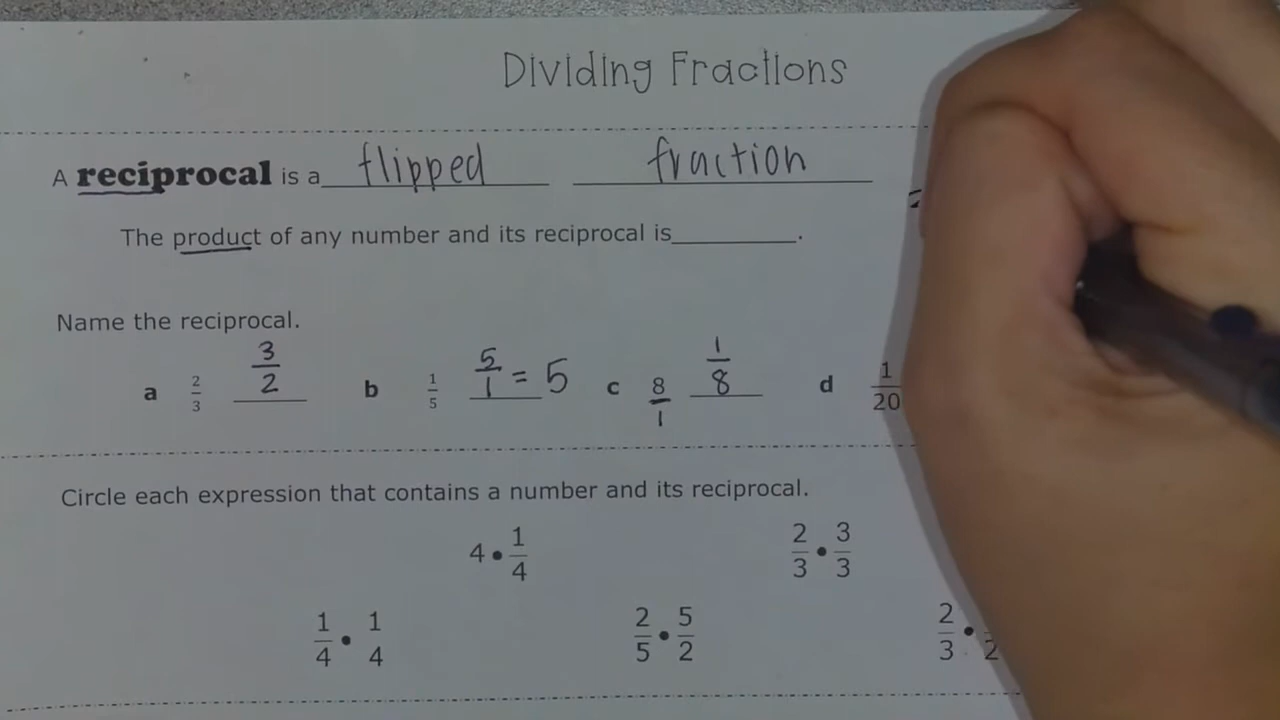 Dividing Fractions
A reciprocal is a flipped fraction
=
The product of any number and its reciprocal is________.
Name the reciprocal.
a 2/3 3/2 b 1/5 5/1 = 5 c 8/1 1/8 d 1/20
Circle each expression that contains a number and its reciprocal.
4 • 1/4 2/3 • 3/3
1/4 • 1/4 2/5 • 5/2 2/3 •